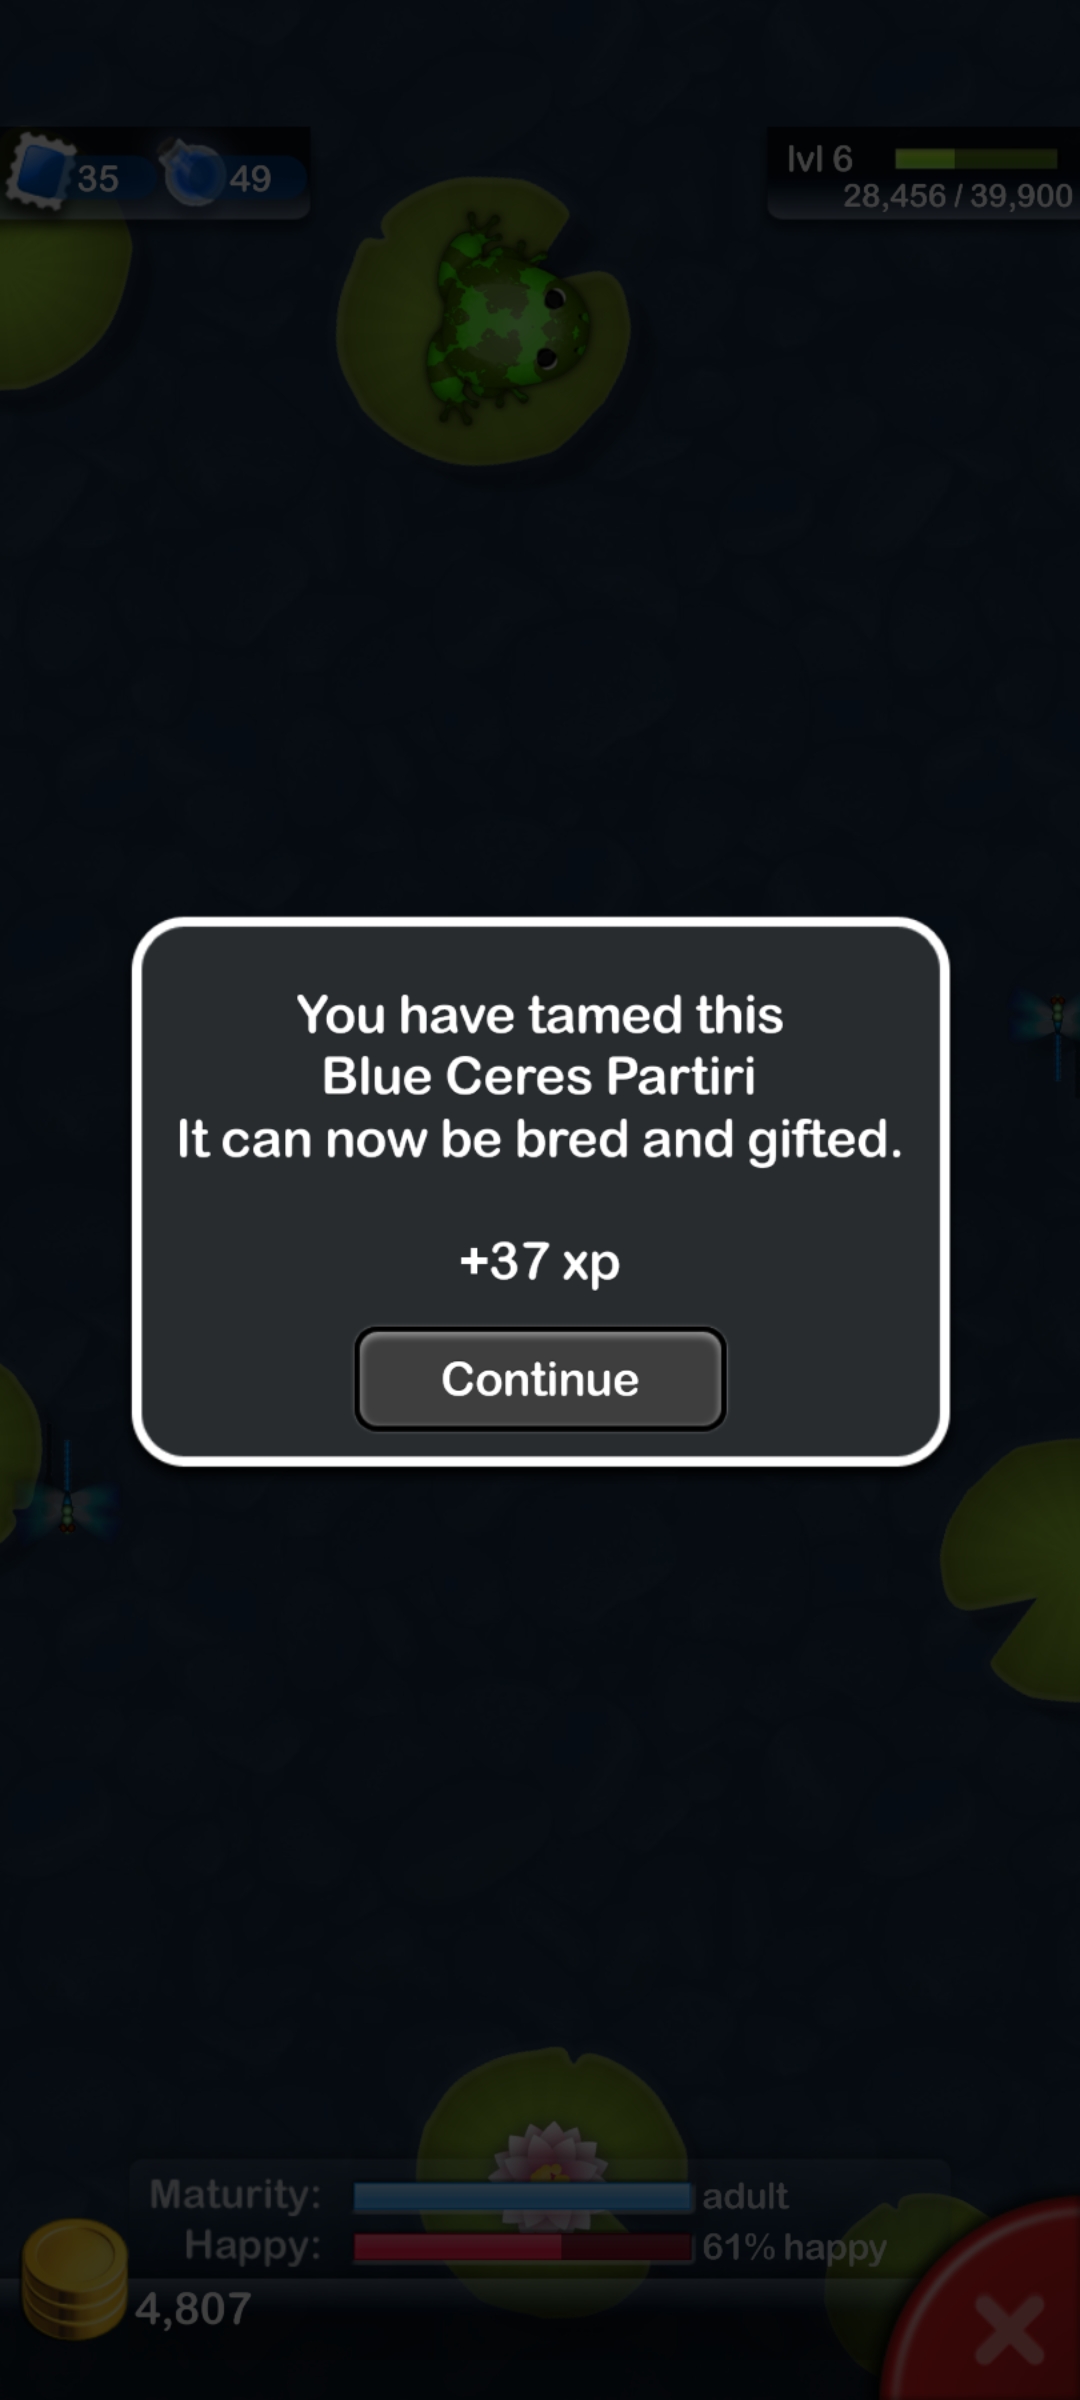 35 49
lvl 6
28,456 / 39,900
You have tamed this
Blue Ceres Partiri
It can now be bred and gifted.
+37 xp
Continue
Maturity: adult
Happy: 61% happy
4,807